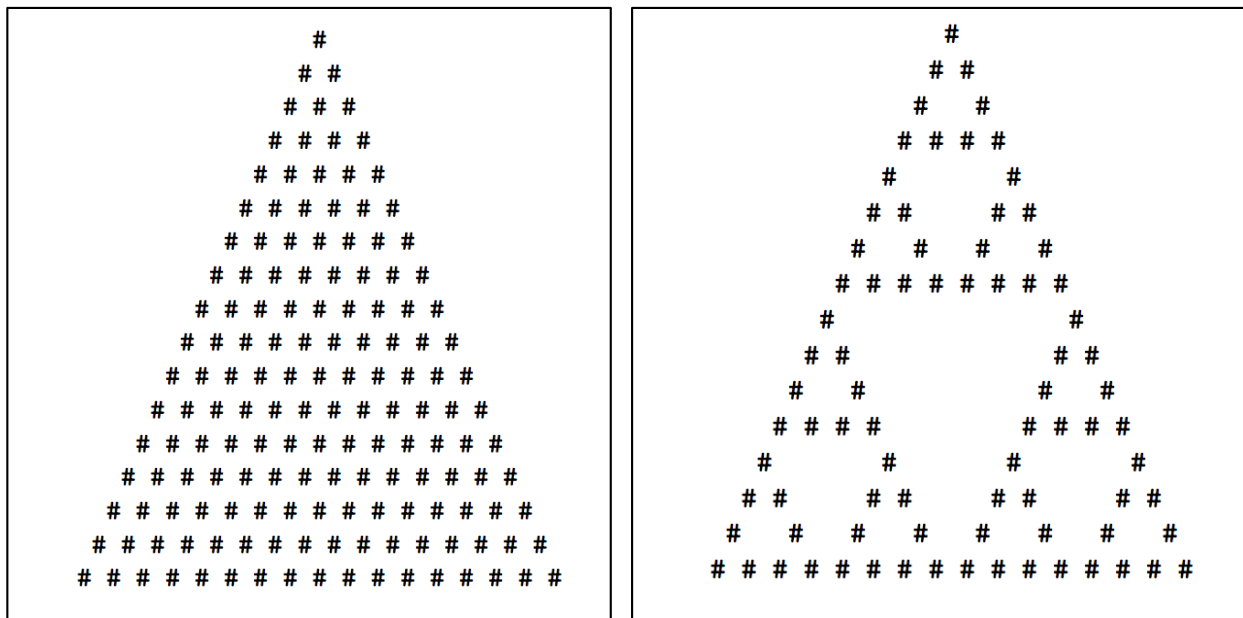 #
               # #
              # # #
             # # # #
            # # # # #
           # # # # # #
          # # # # # # #
         # # # # # # # #
        # # # # # # # # #
       # # # # # # # # # #
      # # # # # # # # # # #
     # # # # # # # # # # # #
    # # # # # # # # # # # # #
   # # # # # # # # # # # # # #
  # # # # # # # # # # # # # # #
 # # # # # # # # # # # # # # # #
# # # # # # # # # # # # # # # # #
               #
              # #
             #   #
            # # # #
           #       #
          # #     # #
         #   #   #   #
        # # # # # # # #
       #               #
      # #             # #
     #   #           #   #
    # # # #         # # # #
   #       #       #       #
  # #     # #     # #     # #
 #   #   #   #   #   #   #   #
# # # # # # # # # # # # # # # #